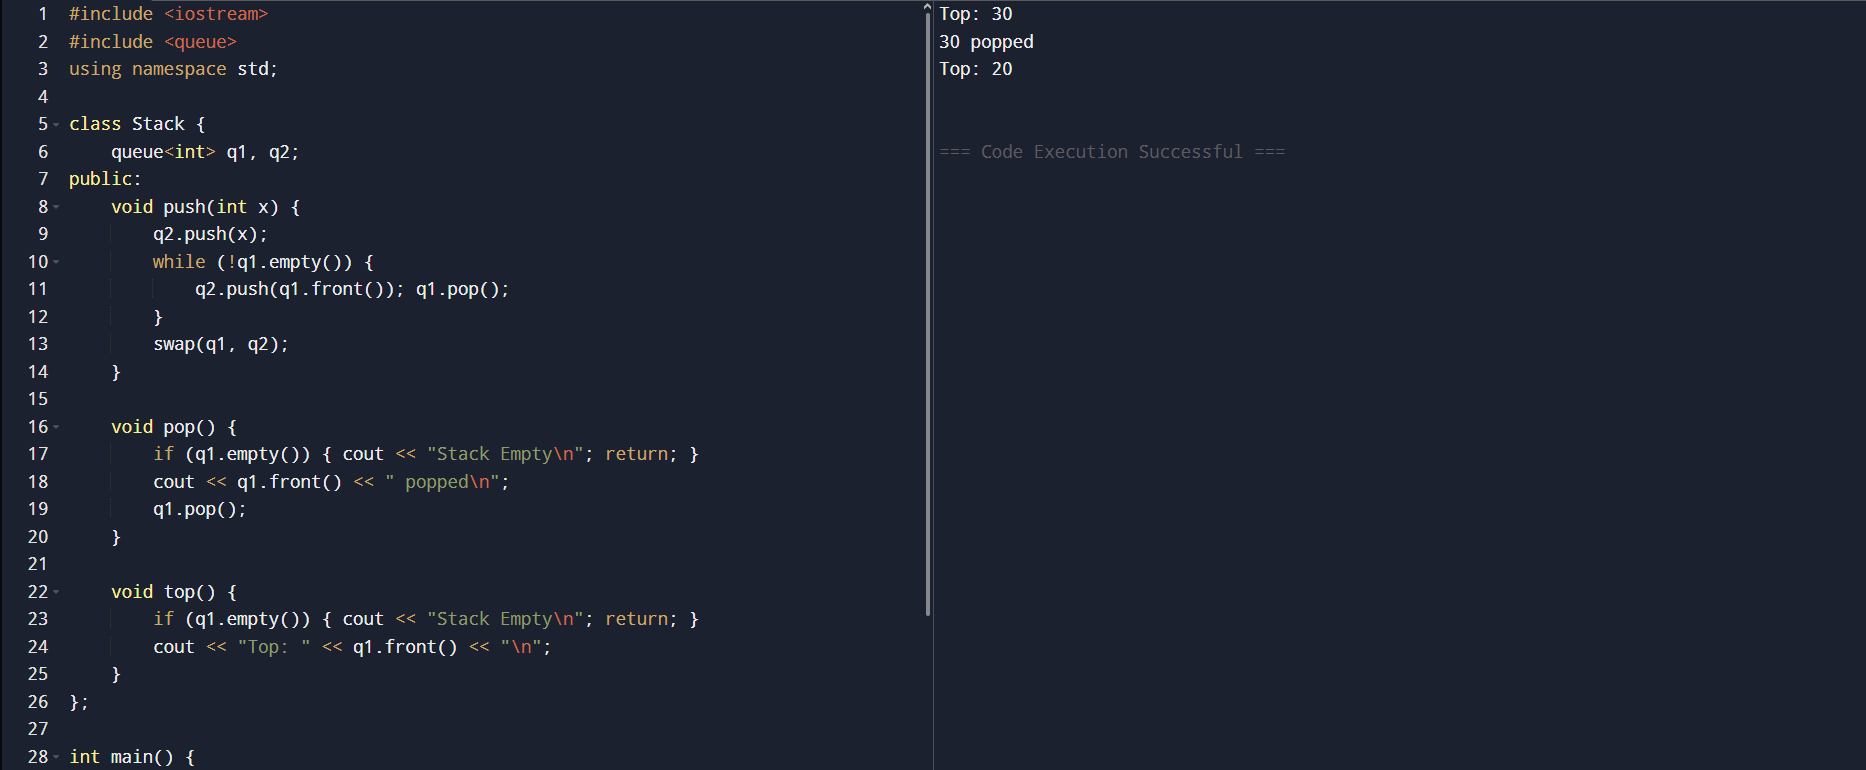 1 #include <iostream>
2 #include <queue>
3 using namespace std;
4
5 class Stack {
6     queue<int> q1, q2;
7 public:
8     void push(int x) {
9         q2.push(x);
10         while (!q1.empty()) {
11             q2.push(q1.front()); q1.pop();
12         }
13         swap(q1, q2);
14     }
15
16     void pop() {
17         if (q1.empty()) { cout << "Stack Empty\n"; return; }
18         cout << q1.front() << " popped\n";
19         q1.pop();
20     }
21
22     void top() {
23         if (q1.empty()) { cout << "Stack Empty\n"; return; }
24         cout << "Top: " << q1.front() << "\n";
25     }
26 };
27
28 int main() {
Top: 30
30 popped
Top: 20
=== Code Execution Successful ===